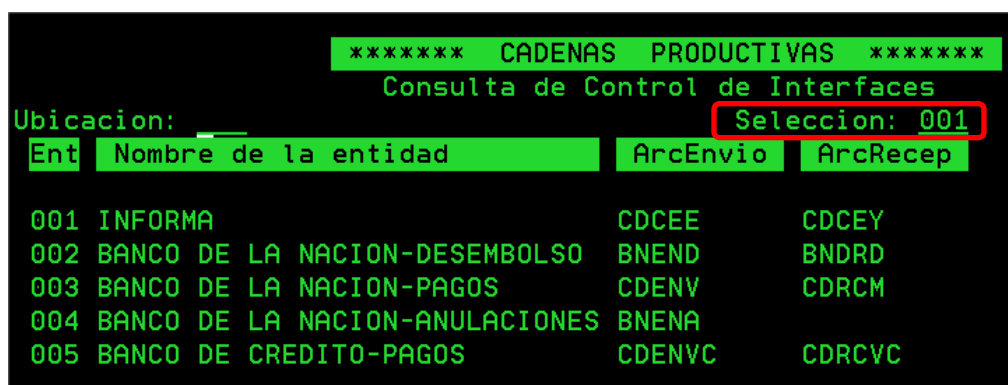 ******* CADENAS PRODUCTIVAS *******
Consulta de Control de Interfaces
Ubicacion: ___ Seleccion: 001
Ent Nombre de la entidad ArcEnvio ArcRecep
001 INFORMA CDCEE CDCEY
002 BANCO DE LA NACION-DESEMBOLSO BNEND BNDRD
003 BANCO DE LA NACION-PAGOS CDENV CDRCM
004 BANCO DE LA NACION-ANULACIONES BNENA
005 BANCO DE CREDITO-PAGOS CDENVC CDRCVC